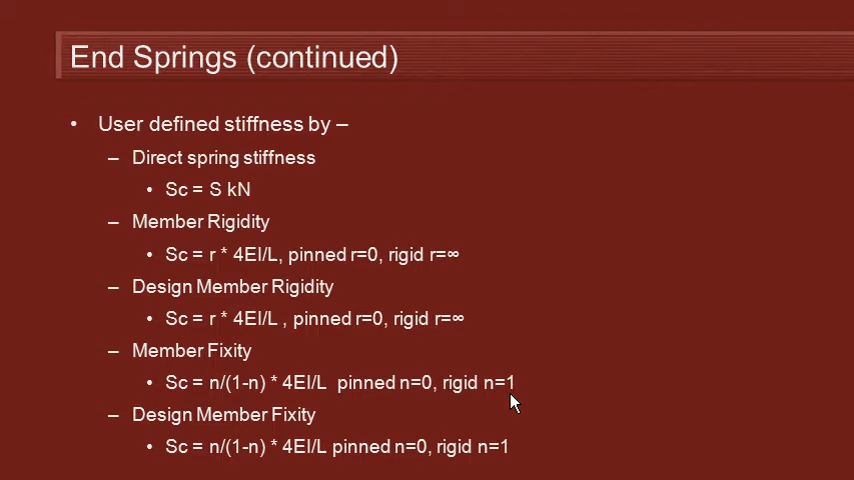 End Springs (continued)
• User defined stiffness by –
– Direct spring stiffness
• Sc = S kN
– Member Rigidity
• Sc = r * 4EI/L, pinned r=0, rigid r=∞
– Design Member Rigidity
• Sc = r * 4EI/L , pinned r=0, rigid r=∞
– Member Fixity
• Sc = n/(1-n) * 4EI/L  pinned n=0, rigid n=1
– Design Member Fixity
• Sc = n/(1-n) * 4EI/L pinned n=0, rigid n=1